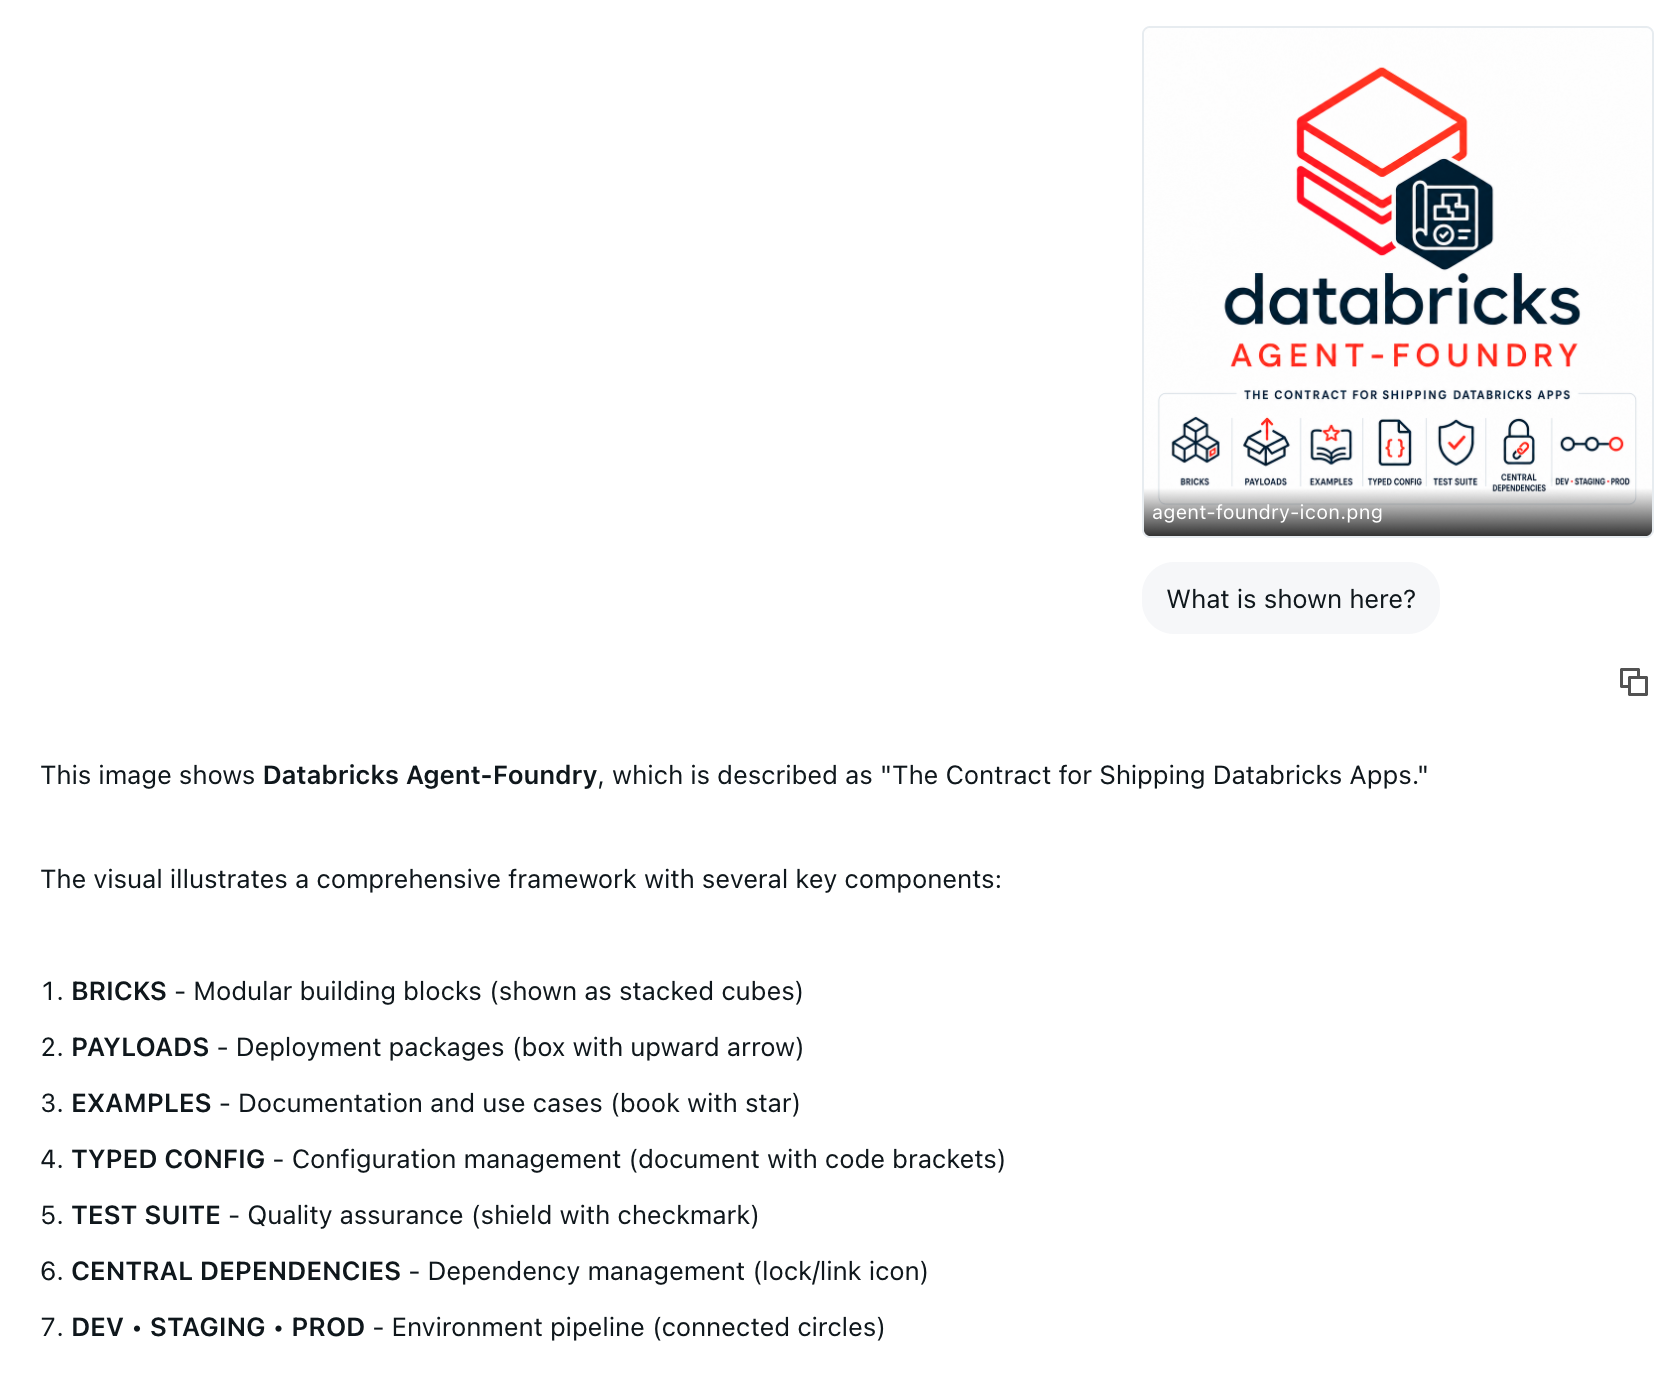 databricks
AGENT-FOUNDRY
THE CONTRACT FOR SHIPPING DATABRICKS APPS
BRICKS
PAYLOADS
EXAMPLES
TYPED CONFIG
TEST SUITE
CENTRAL
DEPENDENCIES
DEV • STAGING • PROD
agent-foundry-icon.png
What is shown here?
This image shows Databricks Agent-Foundry, which is described as "The Contract for Shipping Databricks Apps."
The visual illustrates a comprehensive framework with several key components:
1. BRICKS - Modular building blocks (shown as stacked cubes)
2. PAYLOADS - Deployment packages (box with upward arrow)
3. EXAMPLES - Documentation and use cases (book with star)
4. TYPED CONFIG - Configuration management (document with code brackets)
5. TEST SUITE - Quality assurance (shield with checkmark)
6. CENTRAL DEPENDENCIES - Dependency management (lock/link icon)
7. DEV • STAGING • PROD - Environment pipeline (connected circles)